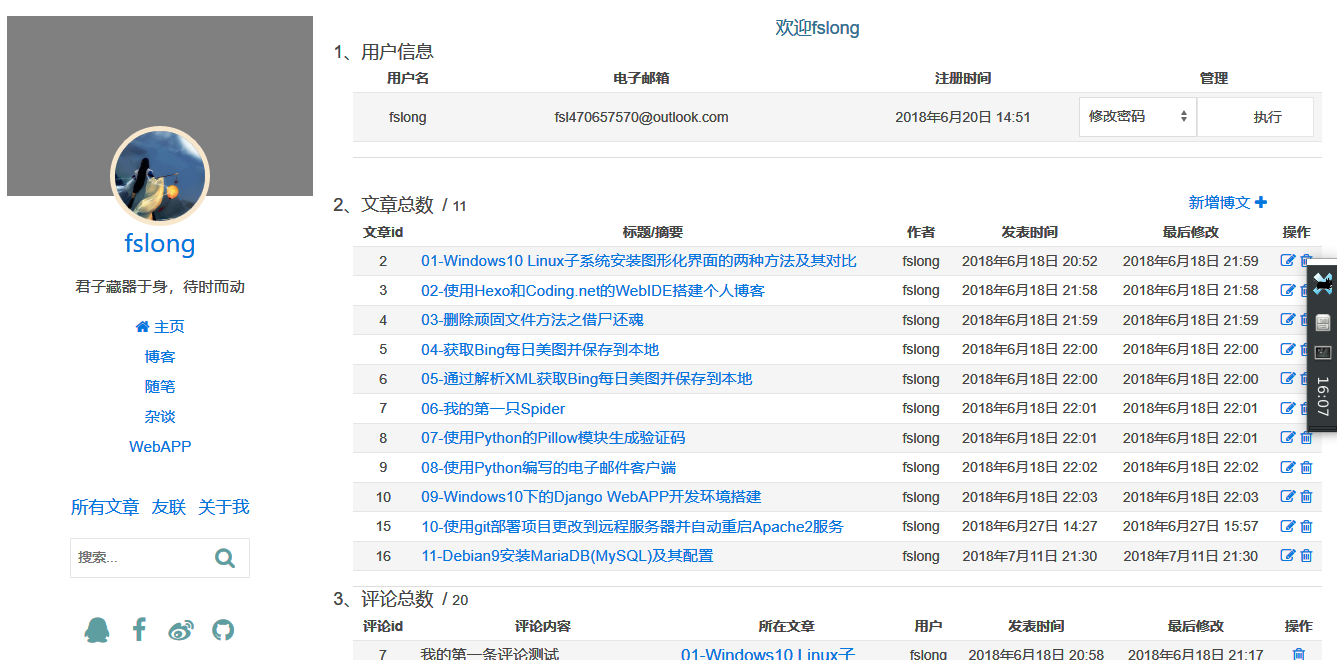 fslong
君子藏器于身，待时而动
主页
博客
随笔
杂谈
WebAPP
所有文章 友联 关于我
搜索...
欢迎fslong
1、用户信息
用户名 电子邮箱 注册时间 管理
fslong fsl470657570@outlook.com 2018年6月20日 14:51 修改密码 执行
2、文章总数 / 11 新增博文
文章id 标题/摘要 作者 发表时间 最后修改 操作
2 01-Windows10 Linux子系统安装图形化界面的两种方法及其对比 fslong 2018年6月18日 20:52 2018年6月18日 21:59
3 02-使用Hexo和Coding.net的WebIDE搭建个人博客 fslong 2018年6月18日 21:58 2018年6月18日 21:58
4 03-删除顽固文件方法之借尸还魂 fslong 2018年6月18日 21:59 2018年6月18日 21:59
5 04-获取Bing每日美图并保存到本地 fslong 2018年6月18日 22:00 2018年6月18日 22:00
6 05-通过解析XML获取Bing每日美图并保存到本地 fslong 2018年6月18日 22:00 2018年6月18日 22:00
7 06-我的第一只Spider fslong 2018年6月18日 22:01 2018年6月18日 22:01
8 07-使用Python的Pillow模块生成验证码 fslong 2018年6月18日 22:01 2018年6月18日 22:01
9 08-使用Python编写的电子邮件客户端 fslong 2018年6月18日 22:02 2018年6月18日 22:02
10 09-Windows10下的Django WebAPP开发环境搭建 fslong 2018年6月18日 22:03 2018年6月18日 22:03
15 10-使用git部署项目更改到远程服务器并自动重启Apache2服务 fslong 2018年6月27日 14:27 2018年6月27日 15:57
16 11-Debian9安装MariaDB(MySQL)及其配置 fslong 2018年7月11日 21:30 2018年7月11日 21:30
3、评论总数 / 20
评论id 评论内容 所在文章 用户 发表时间 最后修改 操作
7 我的第一条评论测试 01-Windows10 Linux子 fslong 2018年6月18日 20:58 2018年6月18日 21:17
16:07